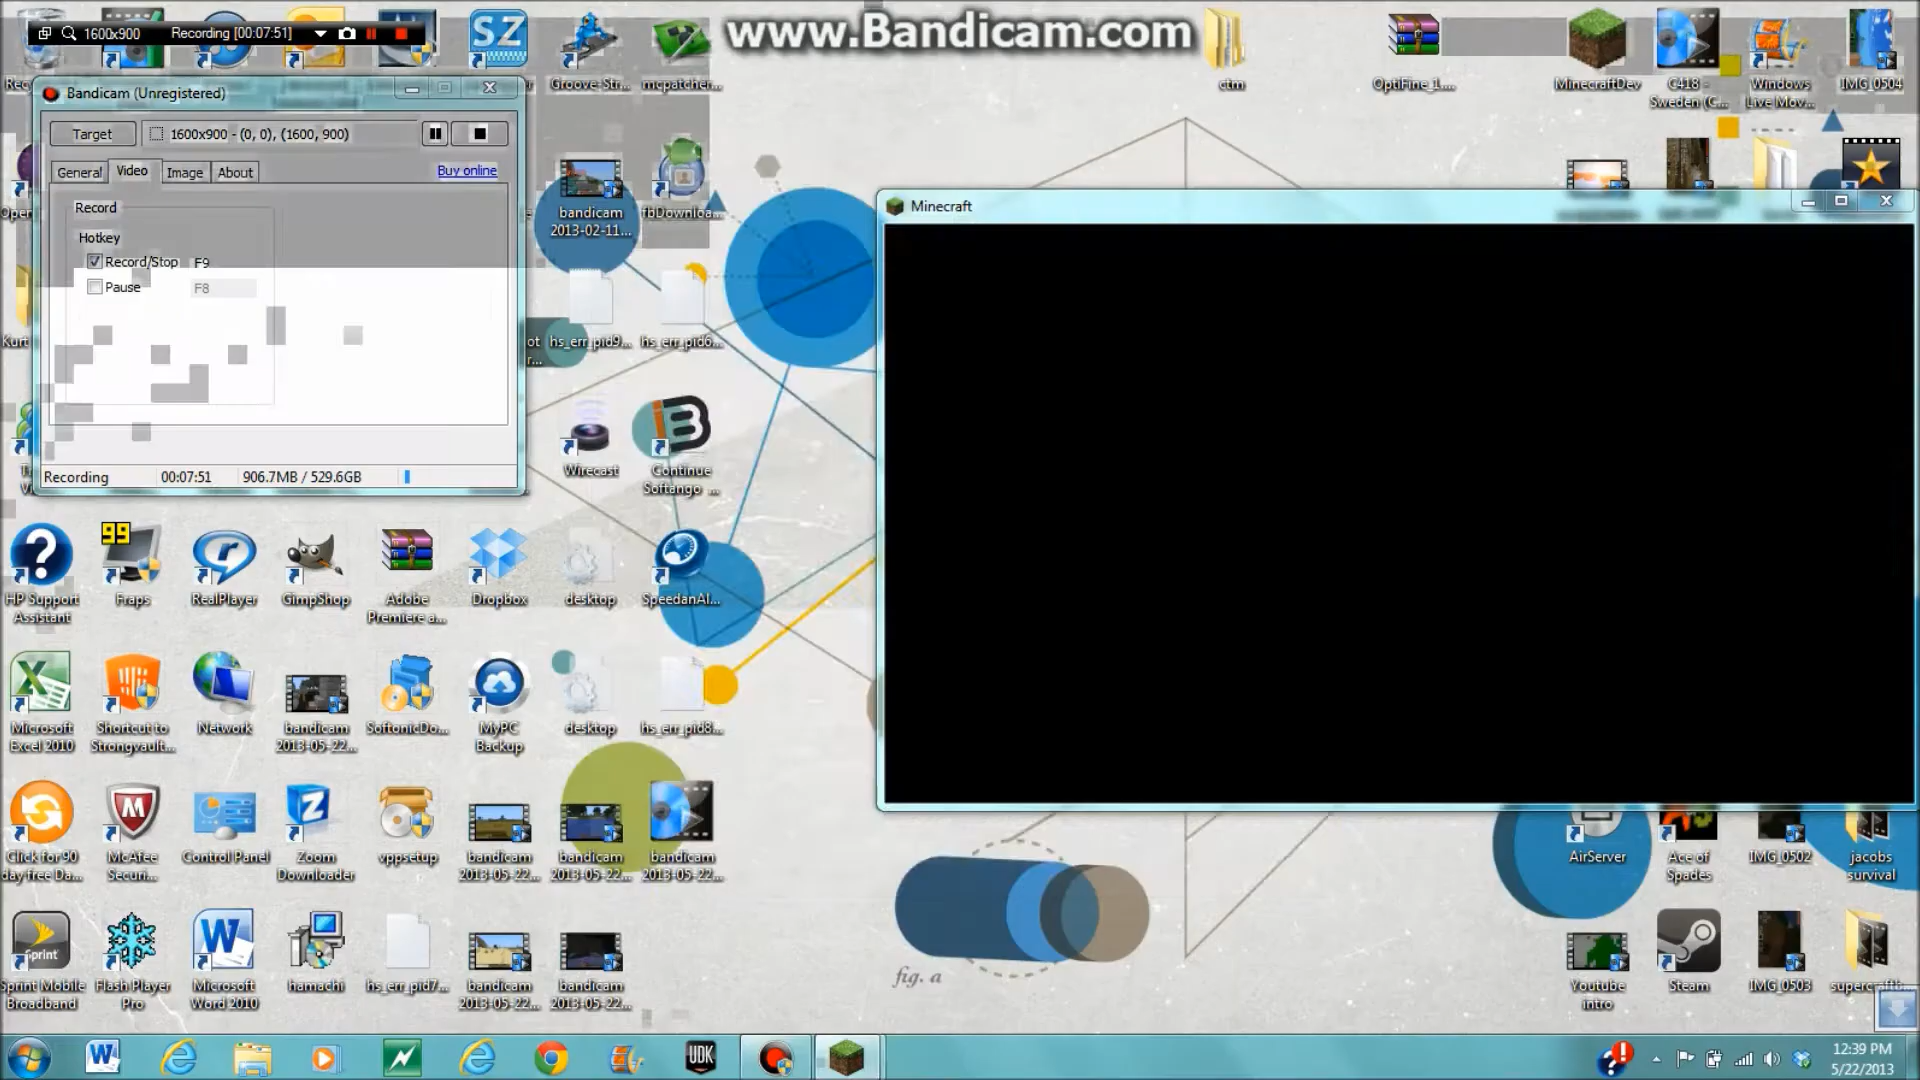 1600x900
Recording [00:07:51]
www.Bandicam.com
SZ
Groove-Str...
mcpatcher...
ctm
OptiFine_1....
MinecraftDev
C418 -
Sweden (C...
Windows
Live Mov...
IMG_0504
Bandicam (Unregistered)
Target
1600x900 - (0, 0), (1600, 900)
General
Video
Image
About
Buy online
Record
Hotkey
Record/Stop
F9
Pause
F8
Recording
00:07:51
906.7MB / 529.6GB
bandicam
2013-02-11...
fbDownloa...
Minecraft
hs_err_pid9...
hs_err_pid6...
Wirecast
Continue
Softango ...
99
HP Support
Assistant
Fraps
RealPlayer
GimpShop
Adobe
Premiere a...
Dropbox
desktop
SpeedanAl...
Microsoft
Excel 2010
Shortcut to
Strongvault...
Network
bandicam
2013-05-22...
SoftonicDo...
MyPC
Backup
desktop
hs_err_pid8...
Click for 90
day free Da...
McAfee
Securi...
Control Panel
Zoom
Downloader
vppsetup
bandicam
2013-05-22...
bandicam
2013-05-22...
bandicam
2013-05-22...
AirServer
Ace of
Spades
IMG_0502
jacobs
survival
Sprint
Sprint Mobile
Broadband
Flash Player
Pro
Microsoft
Word 2010
hamachi
hs_err_pid7...
bandicam
2013-05-22...
bandicam
2013-05-22...
fig. a
Youtube
intro
Steam
IMG_0503
UDK
12:39 PM
5/22/2013